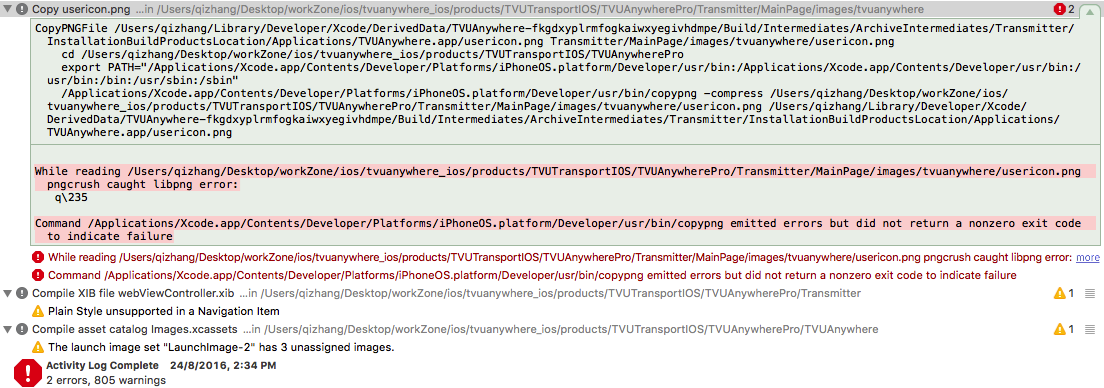 Copy usericon.png ...in /Users/qizhang/Desktop/workZone/ios/tvuanywhere_ios/products/TVUTransportIOS/TVUAnywherePro/Transmitter/MainPage/images/tvuanywhere 2
CopyPNGFile /Users/qizhang/Library/Developer/Xcode/DerivedData/TVUAnywhere-fkgdxyplrmfogkaiwxyegivhdmpe/Build/Intermediates/ArchiveIntermediates/Transmitter/
InstallationBuildProductsLocation/Applications/TVUAnywhere.app/usericon.png Transmitter/MainPage/images/tvuanywhere/usericon.png
cd /Users/qizhang/Desktop/workZone/ios/tvuanywhere_ios/products/TVUTransportIOS/TVUAnywherePro
export PATH="/Applications/Xcode.app/Contents/Developer/Platforms/iPhoneOS.platform/Developer/usr/bin:/Applications/Xcode.app/Contents/Developer/usr/bin:/
usr/bin:/bin:/usr/sbin:/sbin"
/Applications/Xcode.app/Contents/Developer/Platforms/iPhoneOS.platform/Developer/usr/bin/copypng -compress /Users/qizhang/Desktop/workZone/ios/
tvuanywhere_ios/products/TVUTransportIOS/TVUAnywherePro/Transmitter/MainPage/images/tvuanywhere/usericon.png /Users/qizhang/Library/Developer/Xcode/
DerivedData/TVUAnywhere-fkgdxyplrmfogkaiwxyegivhdmpe/Build/Intermediates/ArchiveIntermediates/Transmitter/InstallationBuildProductsLocation/Applications/
TVUAnywhere.app/usericon.png
While reading /Users/qizhang/Desktop/workZone/ios/tvuanywhere_ios/products/TVUTransportIOS/TVUAnywherePro/Transmitter/MainPage/images/tvuanywhere/usericon.png
pngcrush caught libpng error:
q\235
Command /Applications/Xcode.app/Contents/Developer/Platforms/iPhoneOS.platform/Developer/usr/bin/copypng emitted errors but did not return a nonzero exit code
to indicate failure
While reading /Users/qizhang/Desktop/workZone/ios/tvuanywhere_ios/products/TVUTransportIOS/TVUAnywherePro/Transmitter/MainPage/images/tvuanywhere/usericon.png pngcrush caught libpng error: more
Command /Applications/Xcode.app/Contents/Developer/Platforms/iPhoneOS.platform/Developer/usr/bin/copypng emitted errors but did not return a nonzero exit code to indicate failure
Compile XIB file webViewController.xib ...in /Users/qizhang/Desktop/workZone/ios/tvuanywhere_ios/products/TVUTransportIOS/TVUAnywherePro/Transmitter 1
Plain Style unsupported in a Navigation Item
Compile asset catalog Images.xcassets ...in /Users/qizhang/Desktop/workZone/ios/tvuanywhere_ios/products/TVUTransportIOS/TVUAnywherePro/TVUAnywhere 1
The launch image set "LaunchImage-2" has 3 unassigned images.
Activity Log Complete 24/8/2016, 2:34 PM
2 errors, 805 warnings